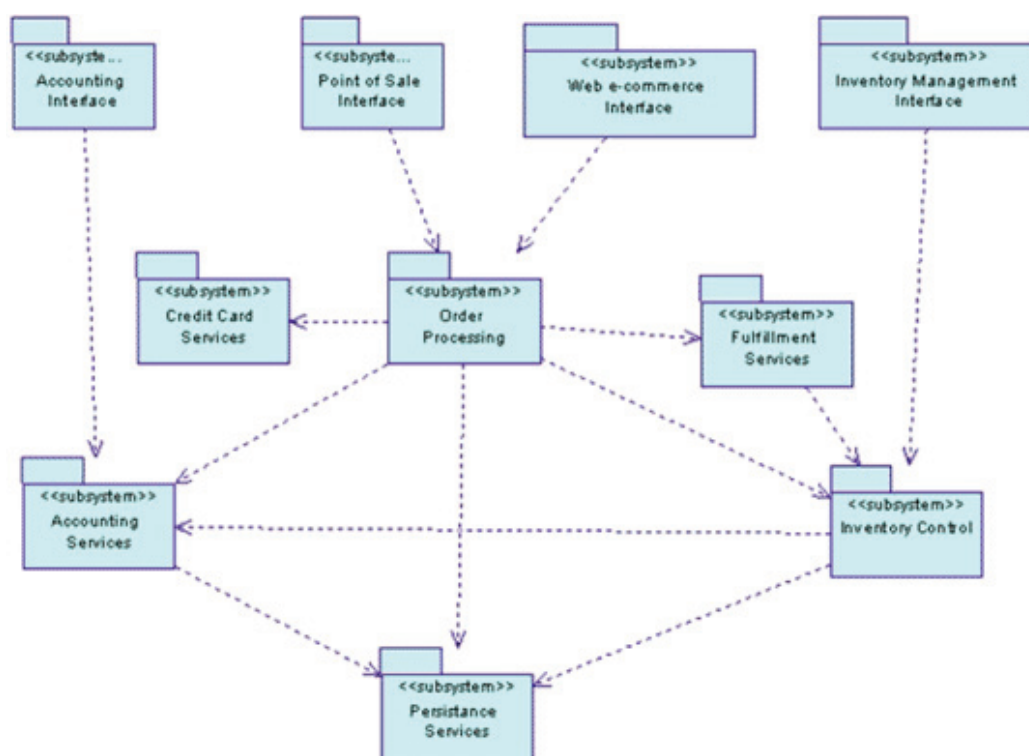 <<subsyste...
Accounting
Interface
<<subsyste...
Point of Sale
Interface
<<subsystem>>
Web e-commerce
Interface
<<subsystem>>
Inventory Management
Interface
<<subsystem>>
Credit Card
Services
<<subsystem>>
Order
Processing
<<subsystem>>
Fulfillment
Services
<<subsystem>>
Accounting
Services
<<subsystem>>
Inventory Control
<<subsystem>>
Persistance
Services